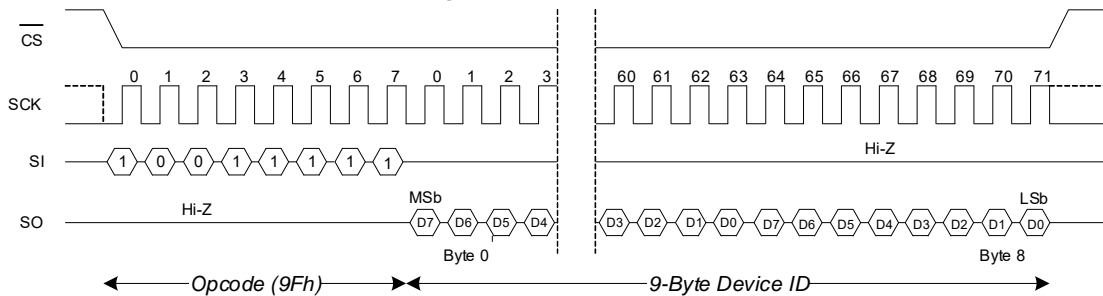 CS
0 1 2 3 4 5 6 7 0 1 2 3 60 61 62 63 64 65 66 67 68 69 70 71
SCK
Hi-Z
SI 1 0 0 1 1 1 1 1
MSb LSb
Hi-Z
SO D7 D6 D5 D4 D3 D2 D1 D0 D7 D6 D5 D4 D3 D2 D1 D0
Byte 0 Byte 8
Opcode (9Fh) 9-Byte Device ID